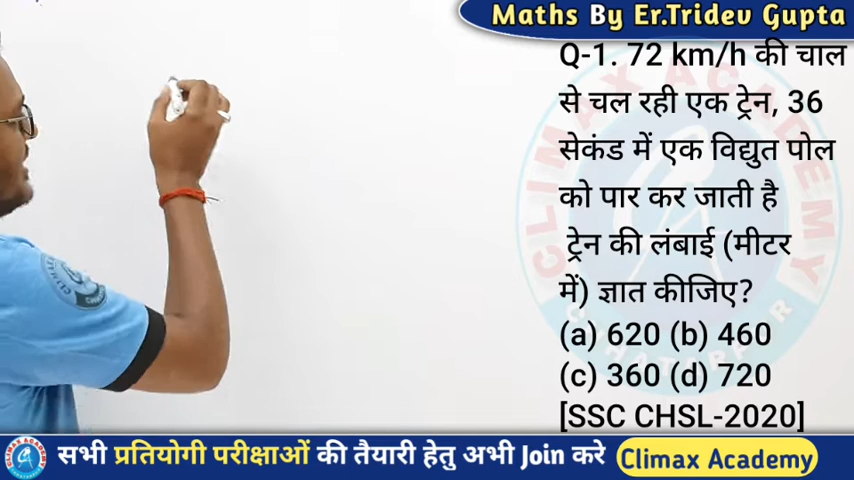 Maths By Er.Tridev Gupta
Q-1. 72 km/h की चाल
से चल रही एक ट्रेन, 36
सेकंड में एक विद्युत पोल
को पार कर जाती है
ट्रेन की लंबाई (मीटर
में) ज्ञात कीजिए?
(a) 620 (b) 460
(c) 360 (d) 720
[SSC CHSL-2020]
सभी प्रतियोगी परीक्षाओं की तैयारी हेतु अभी Join करे Climax Academy